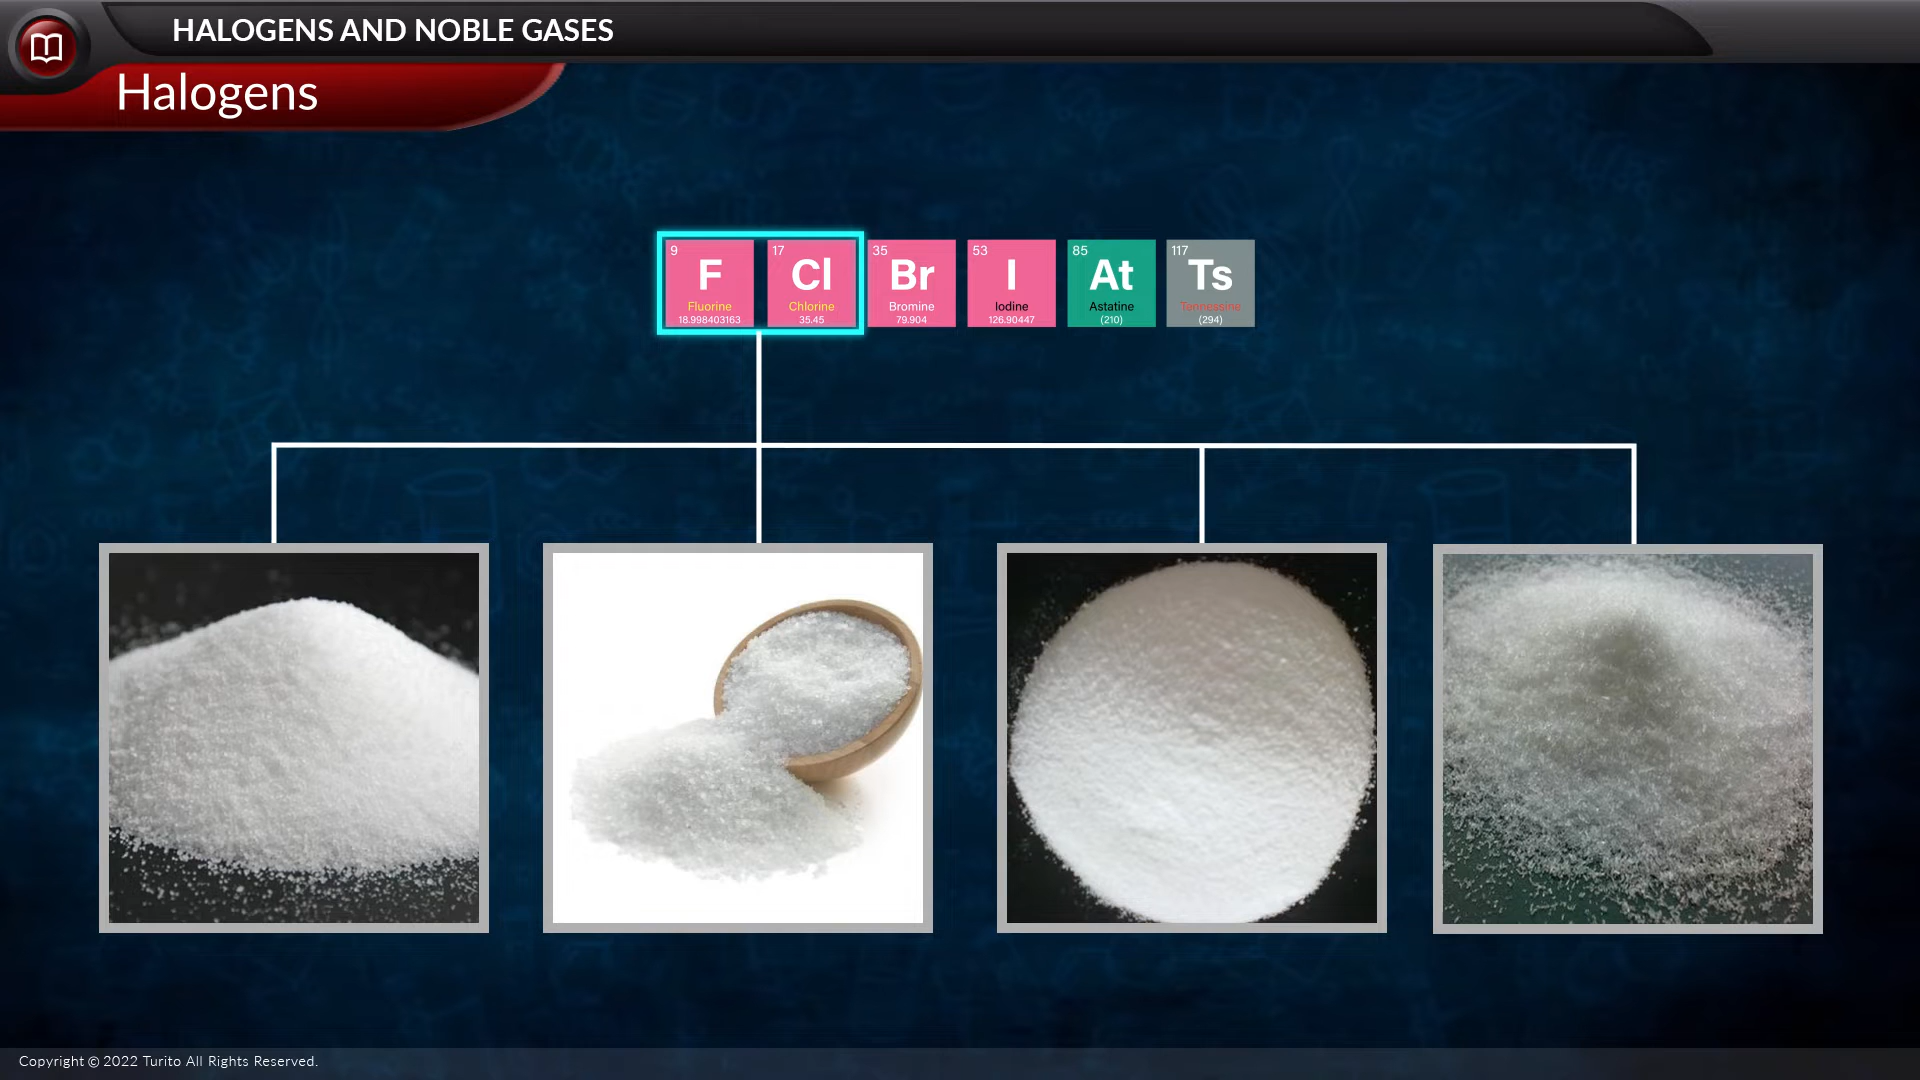 HALOGENS AND NOBLE GASES
Halogens
9
F
Fluorine
18.998403163
17
Cl
Chlorine
35.45
35
Br
Bromine
79.904
53
I
Iodine
126.90447
85
At
Astatine
(210)
117
Ts
Tennessine
(294)
Copyright © 2022 Turito All Rights Reserved.